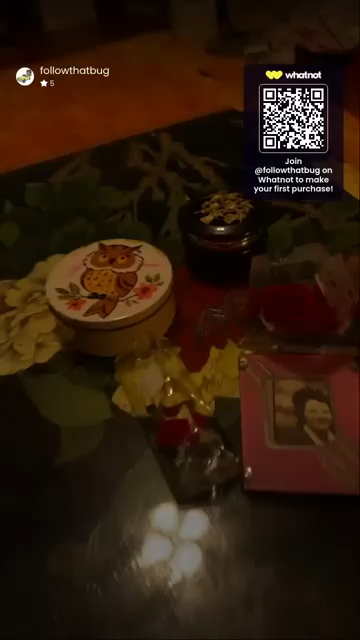 followthatbug
★ 5
whatnot
Join
@followthatbug on
Whatnot to make
your first purchase!